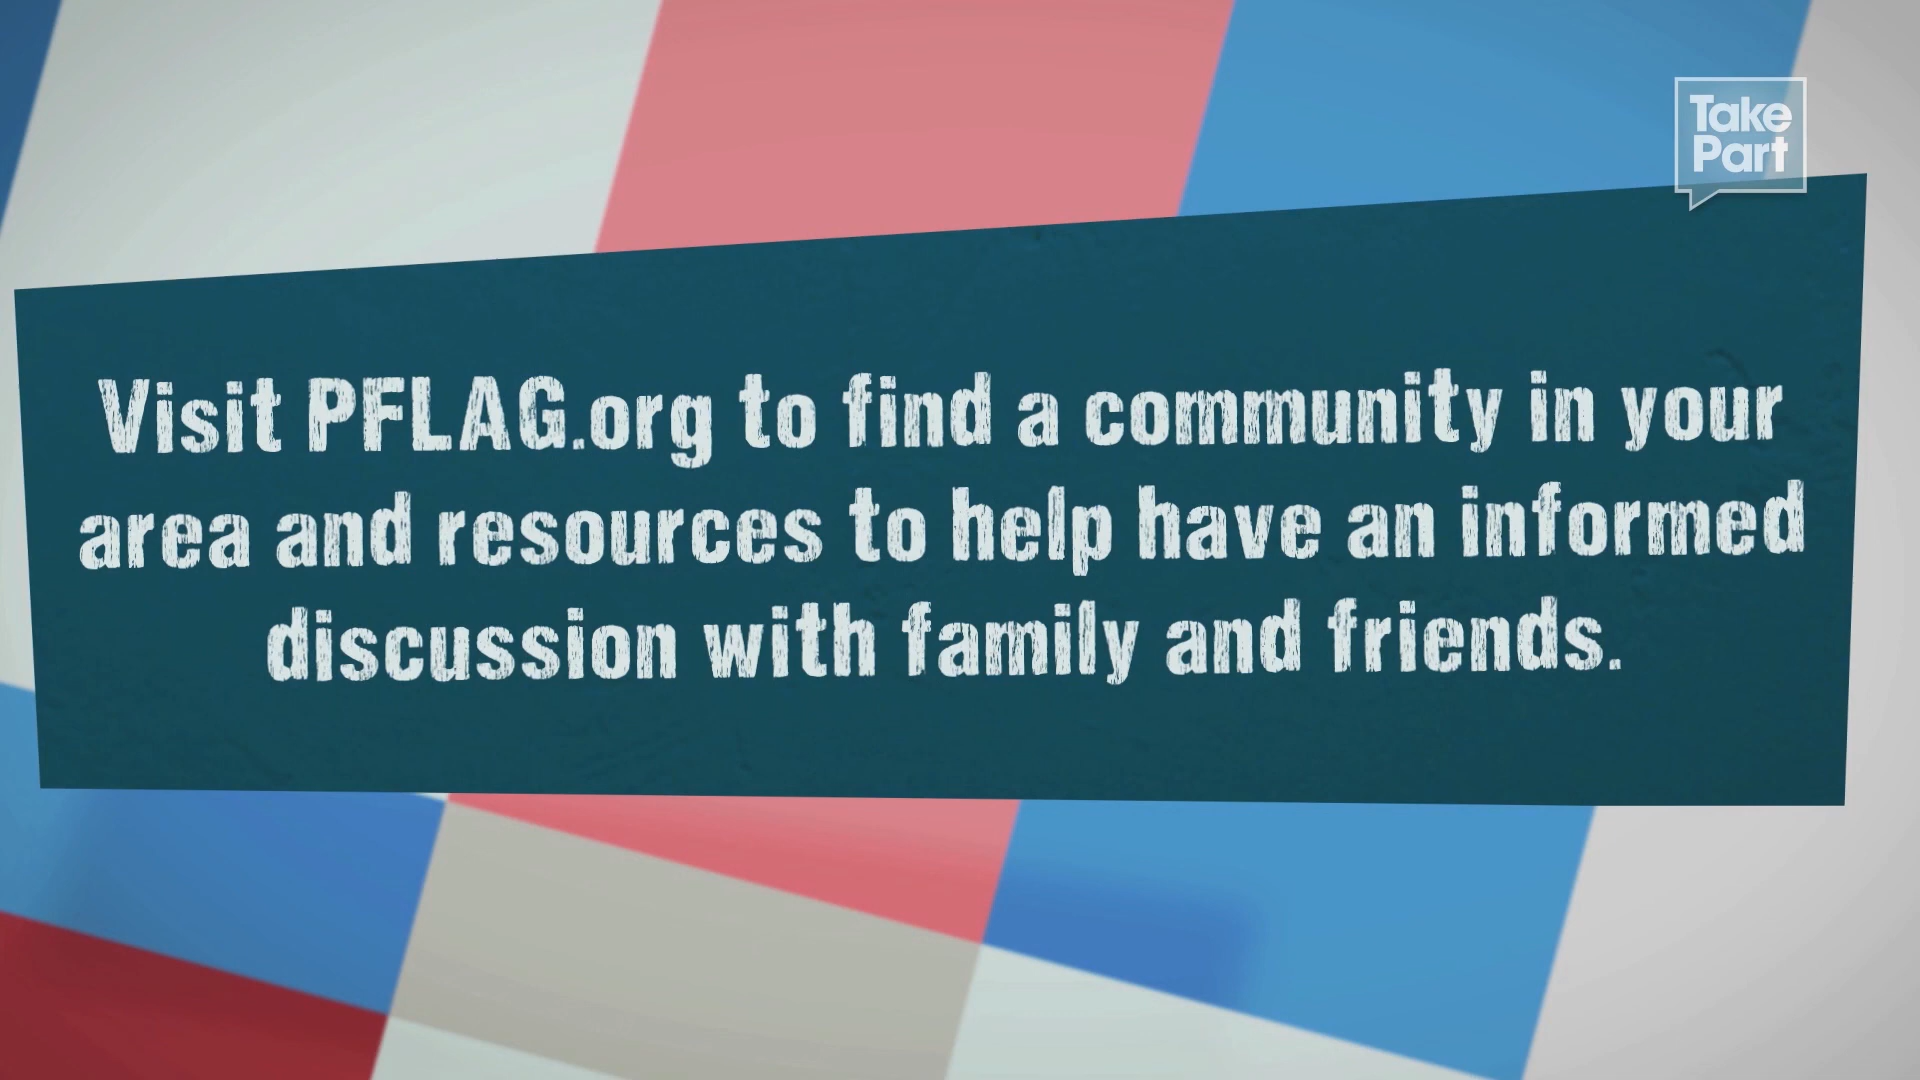 Take
Part
Visit PFLAG.org to find a community in your
area and resources to help have an informed
discussion with family and friends.